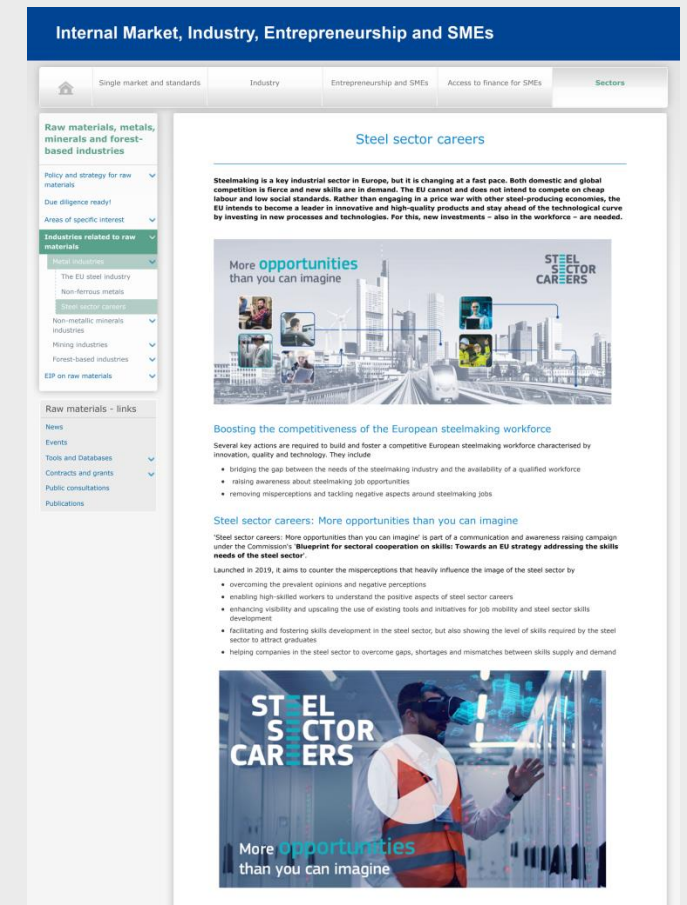 Internal Market, Industry, Entrepreneurship and SMEs
Single market and standards
Industry
Entrepreneurship and SMEs
Access to finance for SMEs
Sectors
Raw materials, metals,
minerals and forest-
based industries
Policy and strategy for raw
materials
Due diligence ready!
Areas of specific interest
Industries related to raw
materials
Metal industries
The EU steel industry
Non-ferrous metals
Steel sector careers
Non-metallic minerals
industries
Mining industries
Forest-based industries
EIP on raw materials
Raw materials - links
News
Events
Tools and Databases
Contracts and grants
Public consultations
Publications
Steel sector careers
Steelmaking is a key industrial sector in Europe, but it is changing at a fast pace. Both domestic and global
competition is fierce and new skills are in demand. The EU cannot and does not intend to compete on cheap
labour and low social standards. Rather than engaging in a price war with other steel-producing economies, the
EU intends to become a leader in innovative and high-quality products and stay ahead of the technological curve
by investing in new processes and technologies. For this, new investments – also in the workforce – are needed.
More opportunities
than you can imagine
STEEL
SECTOR
CAREERS
Boosting the competitiveness of the European steelmaking workforce
Several key actions are required to build and foster a competitive European steelmaking workforce characterised by
innovation, quality and technology. They include
• bridging the gap between the needs of the steelmaking industry and the availability of a qualified workforce
• raising awareness about steelmaking job opportunities
• removing misperceptions and tackling negative aspects around steelmaking jobs
Steel sector careers: More opportunities than you can imagine
'Steel sector careers: More opportunities than you can imagine' is part of a communication and awareness raising campaign
under the Commission's 'Blueprint for sectoral cooperation on skills: Towards an EU strategy addressing the skills
needs of the steel sector'.
Launched in 2019, it aims to counter the misperceptions that heavily influence the image of the steel sector by
• overcoming the prevalent opinions and negative perceptions
• enabling high-skilled workers to understand the positive aspects of steel sector careers
• enhancing visibility and upscaling the use of existing tools and initiatives for job mobility and steel sector skills
development
• facilitating and fostering skills development in the steel sector, but also showing the level of skills required by the steel
sector to attract graduates
• helping companies in the steel sector to overcome gaps, shortages and mismatches between skills supply and demand
STEEL
SECTOR
CAREERS
More opportunities
than you can imagine